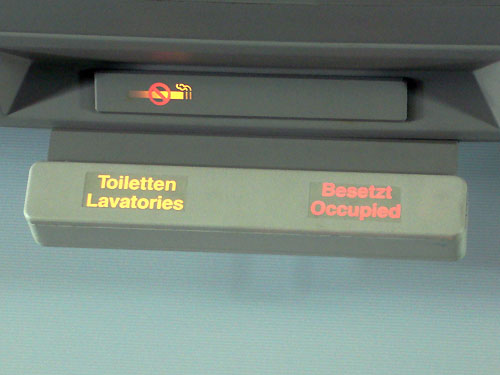 Toiletten
Lavatories
Besetzt
Occupied